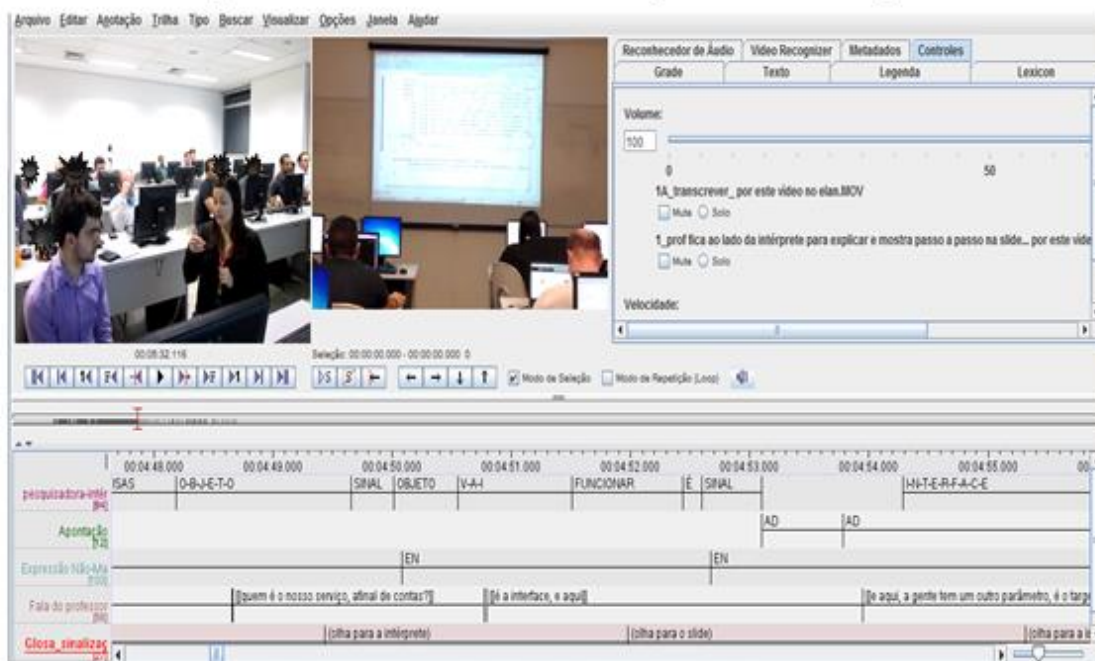 Arquivo Editar Anotação Trilha Tipo Buscar Visualizar Opções Janela Ajudar
Reconhecedor de Áudio Video Recognizer Metadados Controles
Grade Texto Legenda Lexicon
Volume:
100
0 50
1A_transcrever_ por este vídeo no elan.MOV
Mute Solo
1_prof fica ao lado da intérprete para explicar e mostra passo a passo na slide... por este víde
Mute Solo
Velocidade:
00:05:32.116 Seleção: 00:00:00.000 - 00:00:00.000 0
Modo de Seleção Modo de Repetição (Loop)
00:04:48.000 00:04:49.000 00:04:50.000 00:04:51.000 00:04:52.000 00:04:53.000 00:04:54.000 00:04:55.000 00
pesquisadora-intér ISAS O-B-J-E-T-O SINAL OBJETO V-A-I FUNCIONAR É SINAL I-N-T-E-R-F-A-C-E
Apontação AD AD
Expressão Não-Ma EN EN
Fala do professor [[quem é o nosso serviço, afinal de contas?]] [[é a interface, e aqui]] [[e aqui, a gente tem um outro parâmetro, é o targe
Glosa_sinalizaç (olha para a intérprete) (olha para o slide) (olha para a i